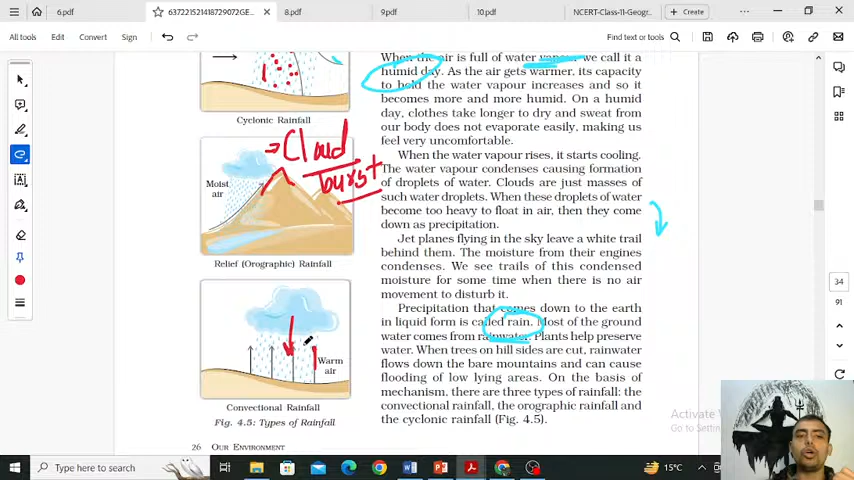 6.pdf
6372215214187290​72GE...
8.pdf
9.pdf
10.pdf
NCERT-Class-11-Geogr...
+ Create
All tools
Edit
Convert
Sign
Find text or tools
When the air is full of water vapour, we call it a
humid day. As the air gets warmer, its capacity
to hold the water vapour increases and so it
becomes more and more humid. On a humid
day, clothes take longer to dry and sweat from
our body does not evaporate easily, making us
feel very uncomfortable.
When the water vapour rises, it starts cooling.
The water vapour condenses causing formation
of droplets of water. Clouds are just masses of
such water droplets. When these droplets of water
become too heavy to float in air, then they come
down as precipitation.
Jet planes flying in the sky leave a white trail
behind them. The moisture from their engines
condenses. We see trails of this condensed
moisture for some time when there is no air
movement to disturb it.
Precipitation that comes down to the earth
in liquid form is called rain. Most of the ground
water comes from rainwater. Plants help preserve
water. When trees on hill sides are cut, rainwater
flows down the bare mountains and can cause
flooding of low lying areas. On the basis of
mechanism, there are three types of rainfall: the
convectional rainfall, the orographic rainfall and
the cyclonic rainfall (Fig. 4.5).
Cyclonic Rainfall
⇒ Cloud
burst
Moist
air
Relief (Orographic) Rainfall
Warm
air
Convectional Rainfall
Fig. 4.5: Types of Rainfall
26 OUR ENVIRONMENT
34
91
Activate
Go to Setting
Type here to search
15°C